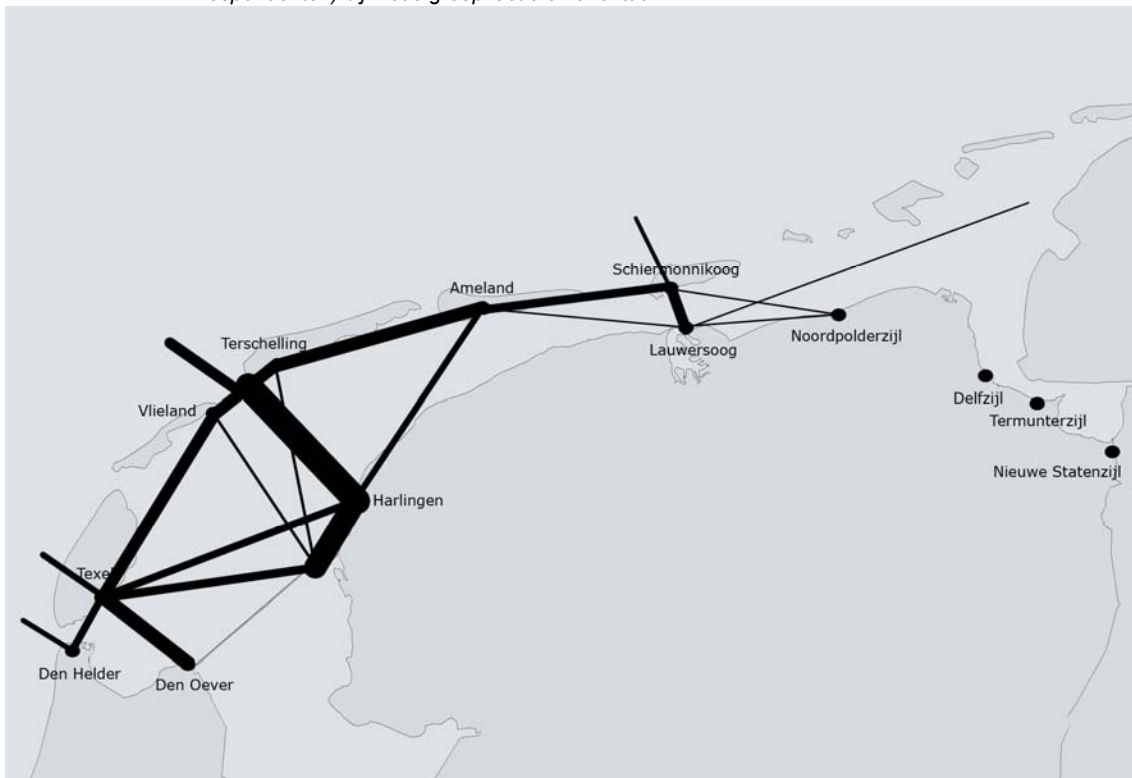 Schiermonnikoog
Ameland
Noordpolderzijl
Terschelling
Lauwersoog
Delfzijl
Vlieland
Termunterzijl
Nieuwe Statenzijl
Harlingen
Texel
Den Helder
Den Oever